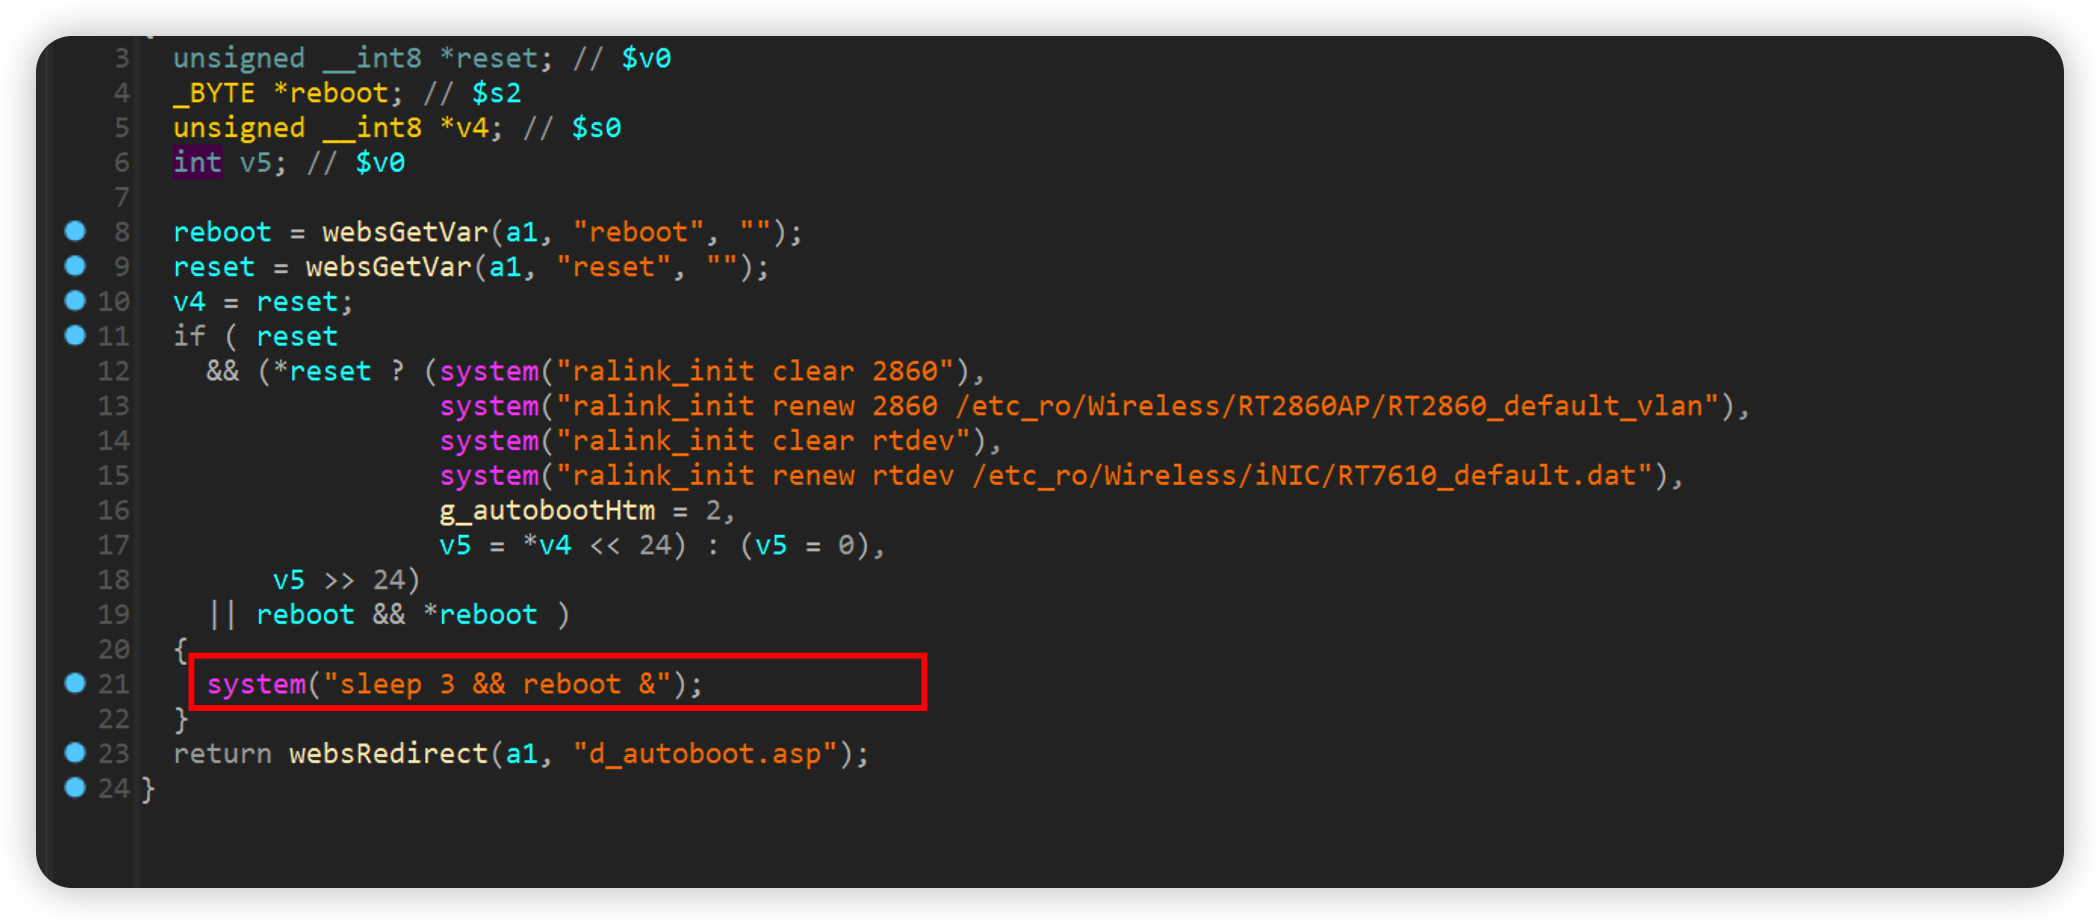 3 unsigned __int8 *reset; // $v0
4 _BYTE *reboot; // $s2
5 unsigned __int8 *v4; // $s0
6 int v5; // $v0
7
8 reboot = websGetVar(a1, "reboot", "");
9 reset = websGetVar(a1, "reset", "");
10 v4 = reset;
11 if ( reset
12 && (*reset ? (system("ralink_init clear 2860"),
13 system("ralink_init renew 2860 /etc_ro/Wireless/RT2860AP/RT2860_default_vlan"),
14 system("ralink_init clear rtdev"),
15 system("ralink_init renew rtdev /etc_ro/Wireless/iNIC/RT7610_default.dat"),
16 g_autobootHtm = 2,
17 v5 = *v4 << 24) : (v5 = 0),
18 v5 >> 24)
19 || reboot && *reboot )
20 {
21 system("sleep 3 && reboot &");
22 }
23 return websRedirect(a1, "d_autoboot.asp");
24 }